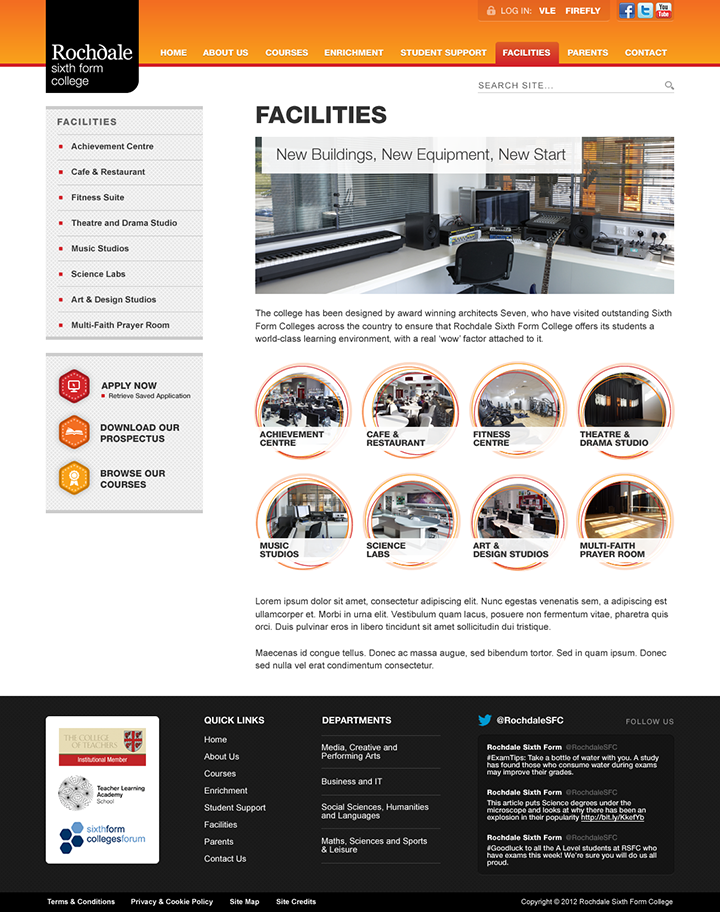 LOG IN: VLE FIREFLY
You Tube
Rochdale
sixth form
college
HOME ABOUT US COURSES ENRICHMENT STUDENT SUPPORT FACILITIES PARENTS CONTACT
SEARCH SITE...
FACILITIES
Achievement Centre
Cafe & Restaurant
Fitness Suite
Theatre and Drama Studio
Music Studios
Science Labs
Art & Design Studios
Multi-Faith Prayer Room
APPLY NOW
Retrieve Saved Application
DOWNLOAD OUR
PROSPECTUS
BROWSE OUR
COURSES
FACILITIES
New Buildings, New Equipment, New Start
The college has been designed by award winning architects Seven, who have visited outstanding Sixth
Form Colleges across the country to ensure that Rochdale Sixth Form College offers its students a
world-class learning environment, with a real ‘wow’ factor attached to it.
ACHIEVEMENT
CENTRE
CAFE &
RESTAURANT
FITNESS
CENTRE
THEATRE &
DRAMA STUDIO
MUSIC
STUDIOS
SCIENCE
LABS
ART &
DESIGN STUDIOS
MULTI-FAITH
PRAYER ROOM
Lorem ipsum dolor sit amet, consectetur adipiscing elit. Nunc egestas venenatis sem, a adipiscing est
ullamcorper et. Morbi in urna elit. Vestibulum quam lacus, posuere non fermentum vitae, pharetra quis
orci. Duis pulvinar eros in libero tincidunt sit amet sollicitudin dui tristique.
Maecenas id congue tellus. Donec ac massa augue, sed bibendum tortor. Sed in quam ipsum. Donec
sed nulla vel erat condimentum consectetur.
THE COLLEGE
OF TEACHERS
Institutional Member
Teacher Learning
Academy
School
sixthform
collegesforum
QUICK LINKS
Home
About Us
Courses
Enrichment
Student Support
Facilities
Parents
Contact Us
DEPARTMENTS
Media, Creative and
Performing Arts
Business and IT
Social Sciences, Humanities
and Languages
Maths, Sciences and Sports
& Leisure
@RochdaleSFC FOLLOW US
Rochdale Sixth Form @RochdaleSFC
#ExamTips: Take a bottle of water with you. A study
has found those who consume water during exams
may improve their grades.
Rochdale Sixth Form @RochdaleSFC
This article puts Science degrees under the
microscope and looks at why there has been an
explosion in their popularity http://bit.ly/KkefYb
Rochdale Sixth Form @RochdaleSFC
#Goodluck to all the A Level students at RSFC who
have exams this week! We're sure you will do us all
proud.
Terms & Conditions Privacy & Cookie Policy Site Map Site Credits
Copyright © 2012 Rochdale Sixth Form College